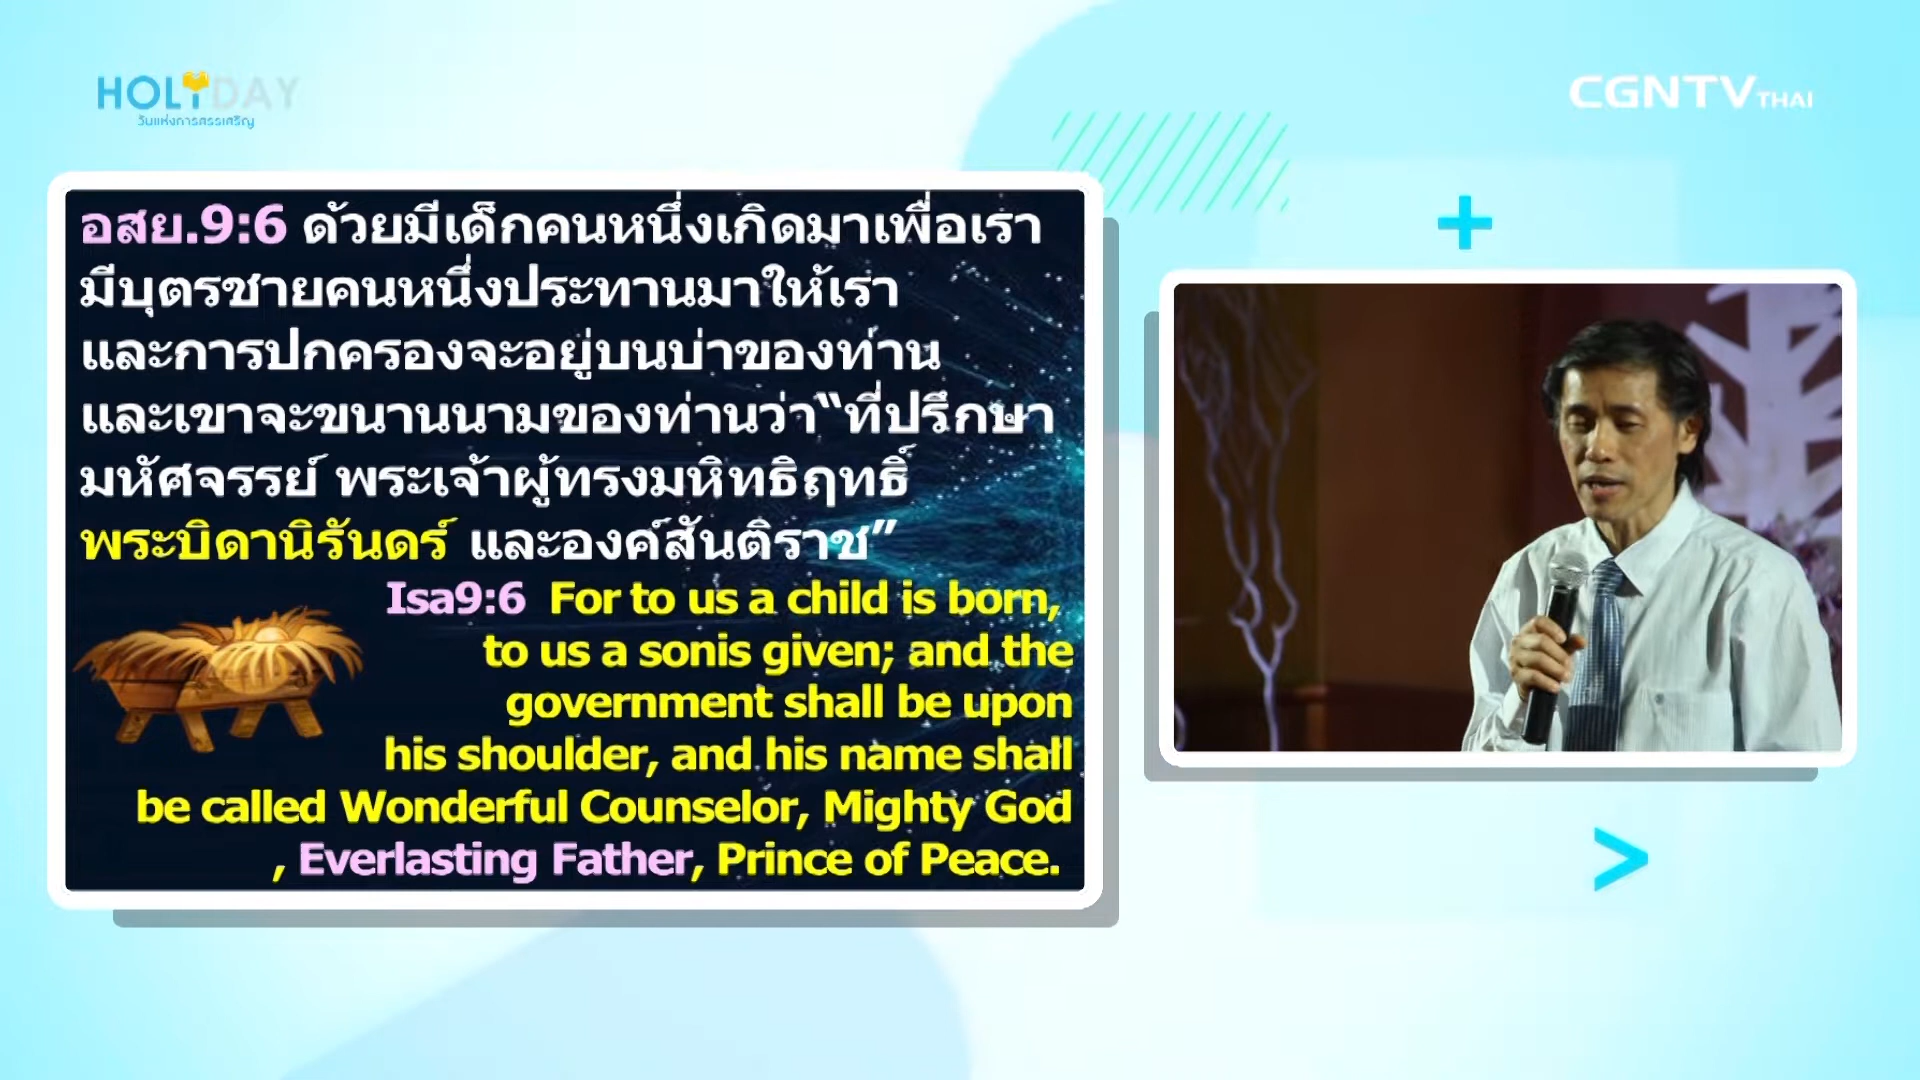 HOLYDAY
วันแห่งการสรรเสริญ
CGNTV THAI
อสย.9:6 ด้วยมีเด็กคนหนึ่งเกิดมาเพื่อเรา
มีบุตรชายคนหนึ่งประทานมาให้เรา
และการปกครองจะอยู่บนบ่าของท่าน
และเขาจะขนานนามของท่านว่า“ที่ปรึกษา
มหัศจรรย์ พระเจ้าผู้ทรงมหิทธิฤทธิ์
พระบิดานิรันดร์ และองค์สันติราช”
Isa9:6 For to us a child is born,
to us a sonis given; and the
government shall be upon
his shoulder, and his name shall
be called Wonderful Counselor, Mighty God
, Everlasting Father, Prince of Peace.